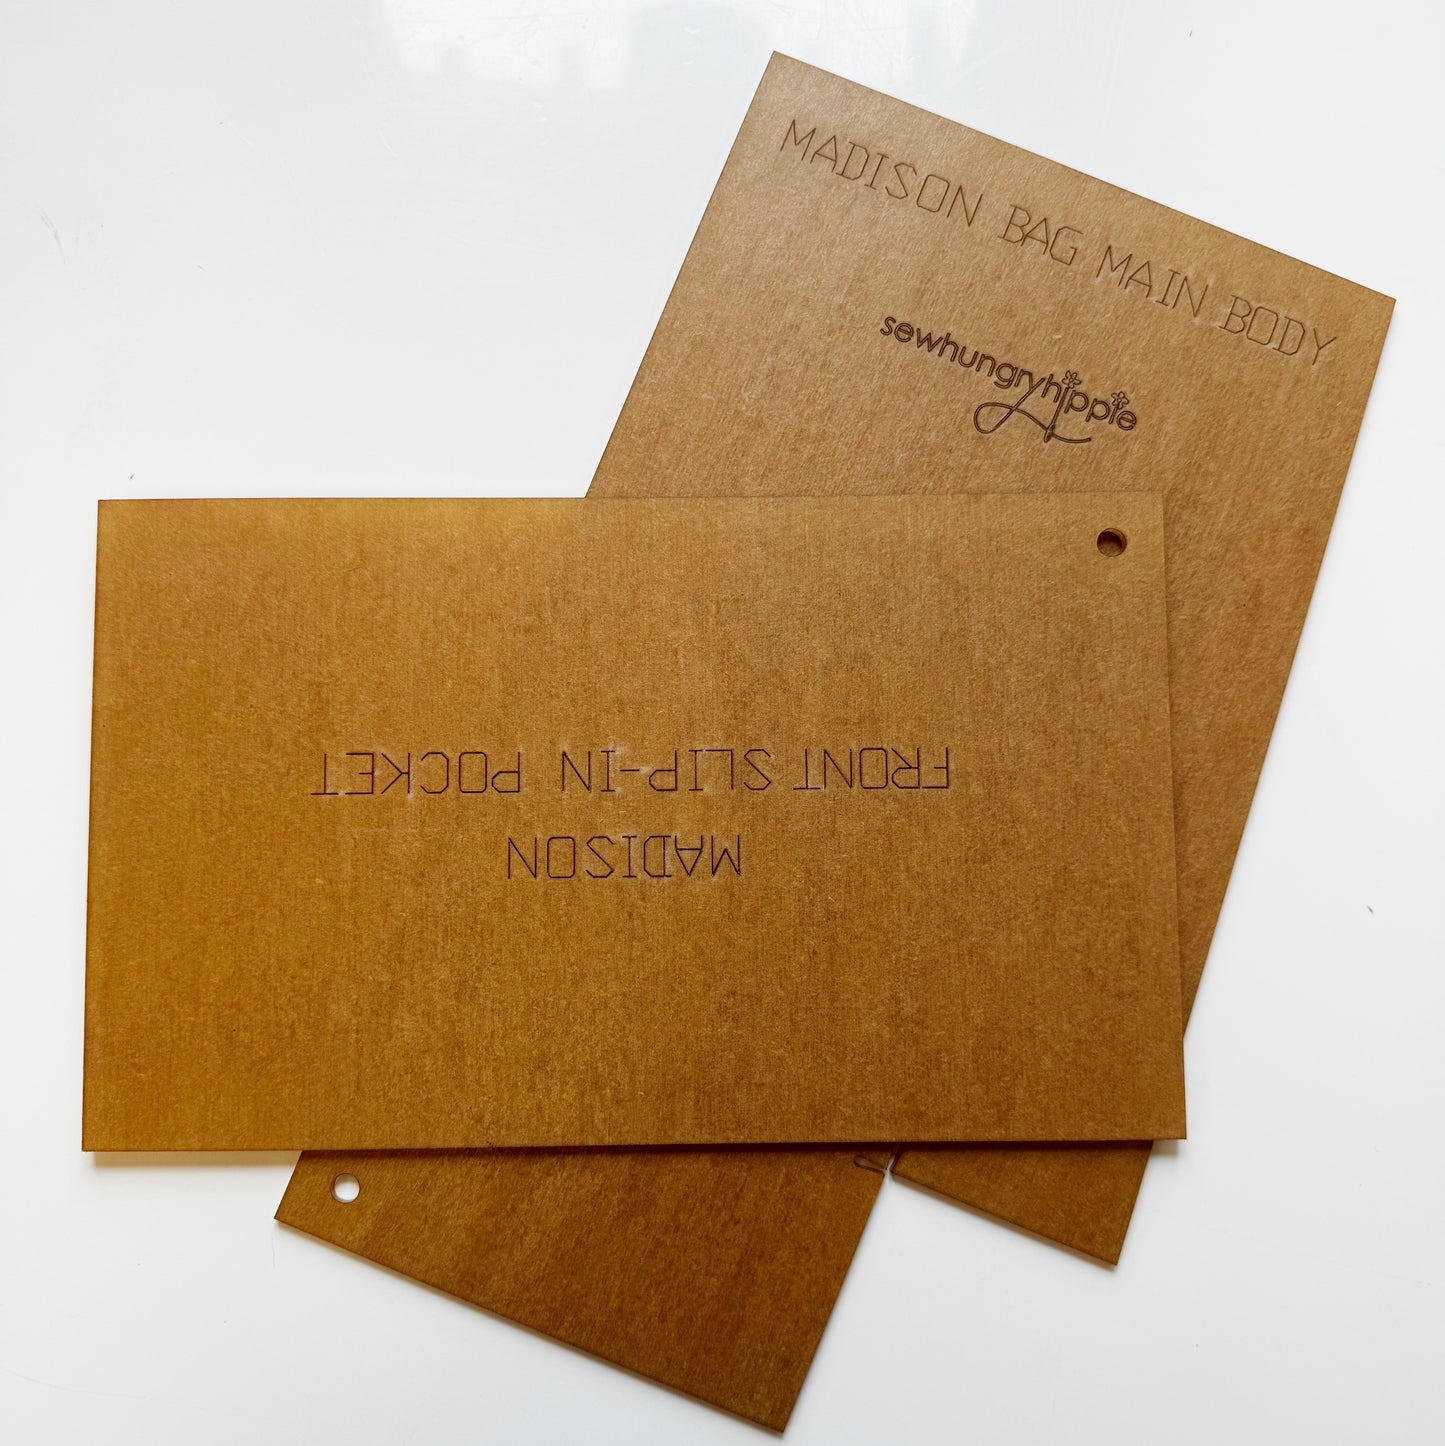 MADISON BAG MAIN BODY
sewhungryhippie
MADISON
FRONT SLIP-IN POCKET